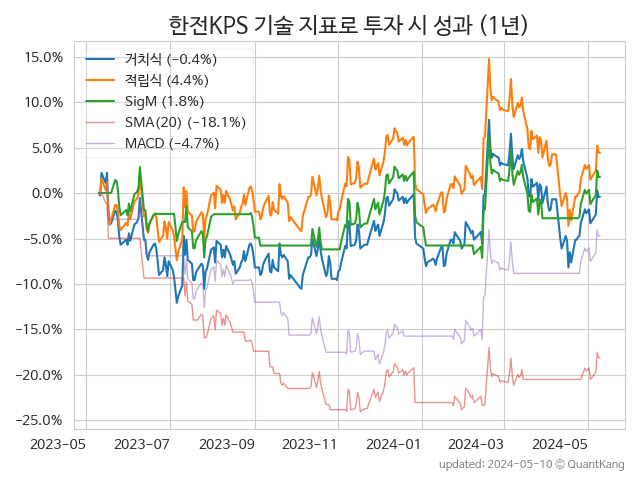 한전KPS 기술 지표로 투자 시 성과 (1년)
거치식 (−0.4%)
적립식 (4.4%)
SigM (1.8%)
SMA(20) (−18.1%)
MACD (−4.7%)
15.0%
10.0%
5.0%
0.0%
−5.0%
−10.0%
−15.0%
−20.0%
−25.0%
2023-05 2023-07 2023-09 2023-11 2024-01 2024-03 2024-05
updated: 2024-05-10 ⓒ QuantKang